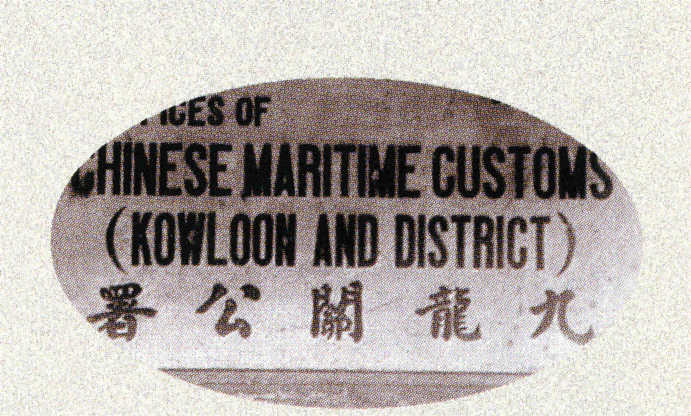 ICES OF
CHINESE MARITIME CUSTOMS
(KOWLOON AND DISTRICT)
九龍關公署